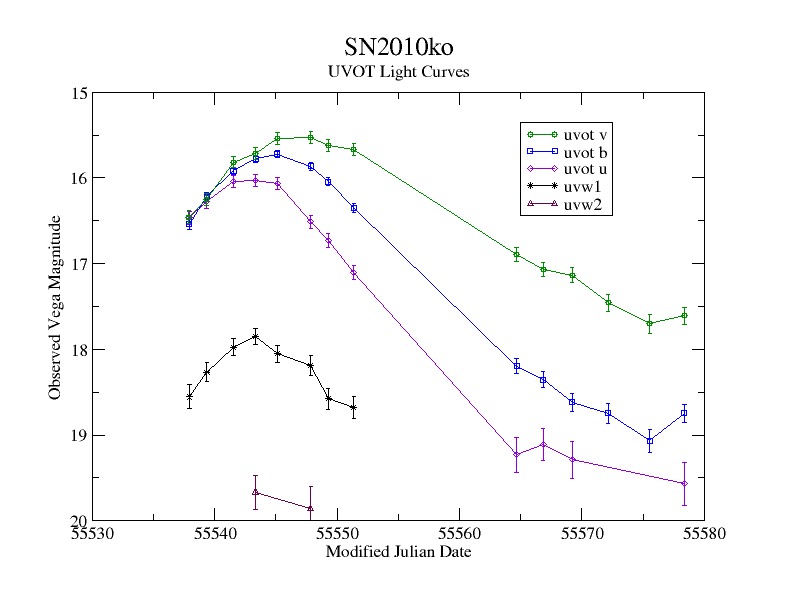 SN2010ko
UVOT Light Curves
15
16
17
18
19
20
Observed Vega Magnitude
uvot v
uvot b
uvot u
uvw1
uvw2
55530 55540 55550 55560 55570 55580
Modified Julian Date